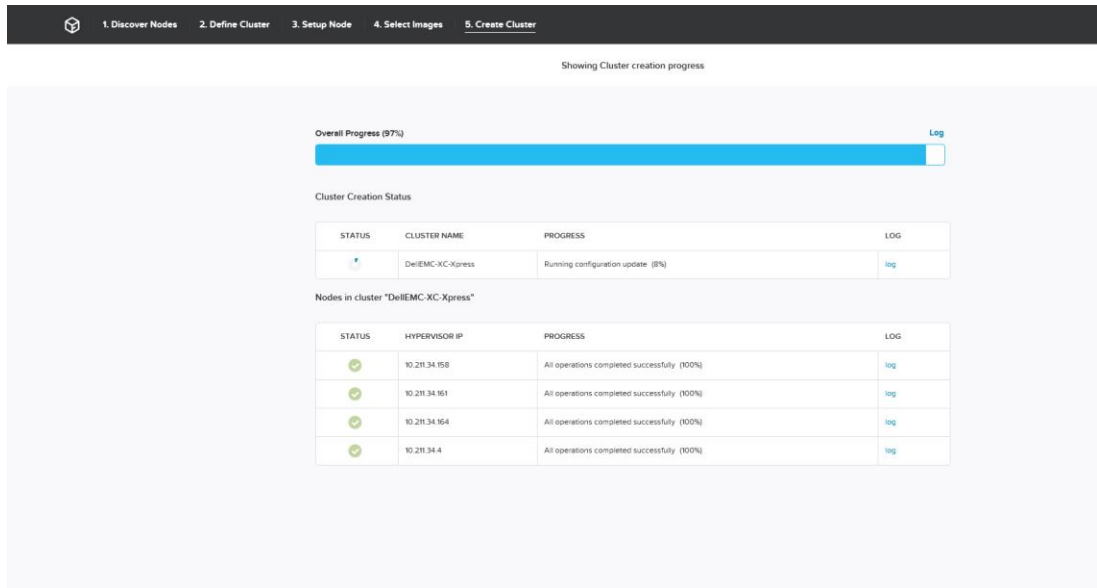 1. Discover Nodes 2. Define Cluster 3. Setup Node 4. Select Images 5. Create Cluster
Showing Cluster creation progress
Overall Progress (97%) Log
Cluster Creation Status
STATUS CLUSTER NAME PROGRESS LOG
DellEMC-XC-Xpress Running configuration update (8%) log
Nodes in cluster "DellEMC-XC-Xpress"
STATUS HYPERVISOR IP PROGRESS LOG
10.211.34.158 All operations completed successfully (100%) log
10.211.34.161 All operations completed successfully (100%) log
10.211.34.164 All operations completed successfully (100%) log
10.211.34.4 All operations completed successfully (100%) log